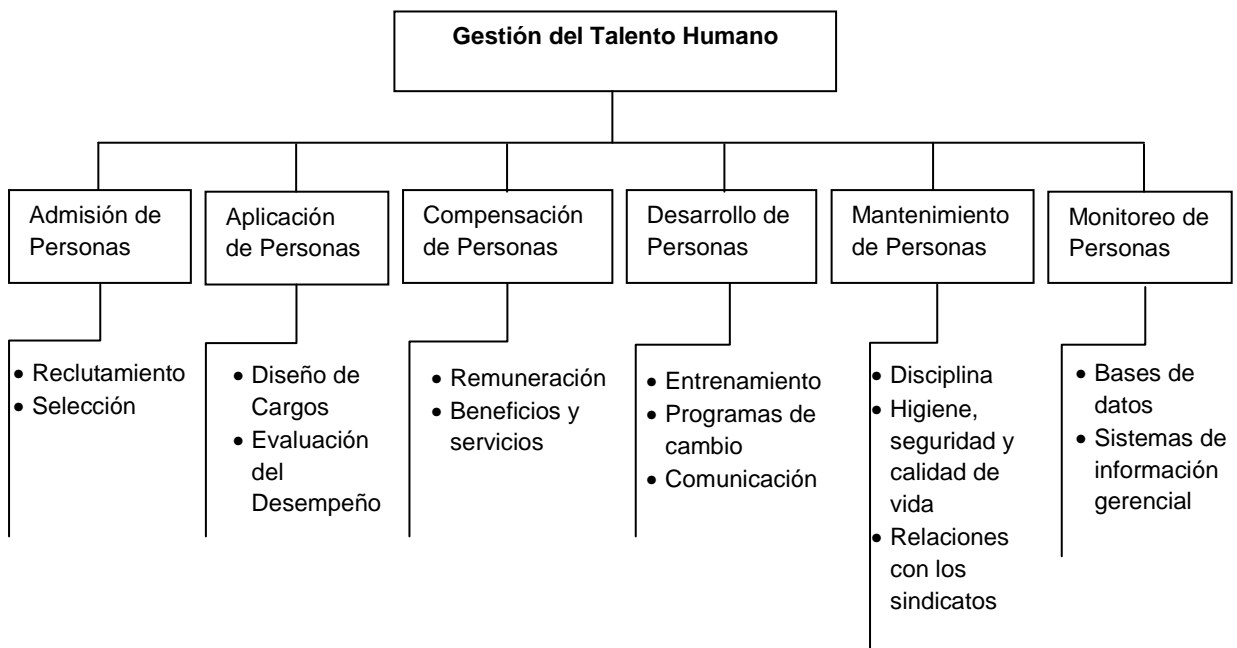 Gestión del Talento Humano
Admisión de
Personas
Aplicación
de Personas
Compensación
de Personas
Desarrollo de
Personas
Mantenimiento
de Personas
Monitoreo de
Personas
• Reclutamiento
• Selección
• Diseño de
Cargos
• Evaluación
del
Desempeño
• Remuneración
• Beneficios y
servicios
• Entrenamiento
• Programas de
cambio
• Comunicación
• Disciplina
• Higiene,
seguridad y
calidad de
vida
• Relaciones
con los
sindicatos
• Bases de
datos
• Sistemas de
información
gerencial